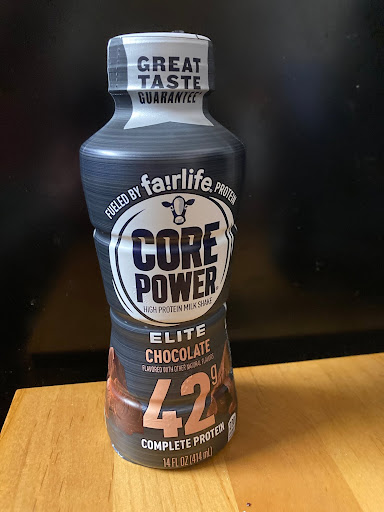 GREAT
TASTE
GUARANTEE
FUELED BY fa!rlife. PROTEIN
CORE
POWER®
HIGH PROTEIN MILK SHAKE
ELITE
CHOCOLATE
FLAVORED WITH OTHER NATURAL FLAVORS
42g
COMPLETE PROTEIN
14 FL OZ (414 mL)